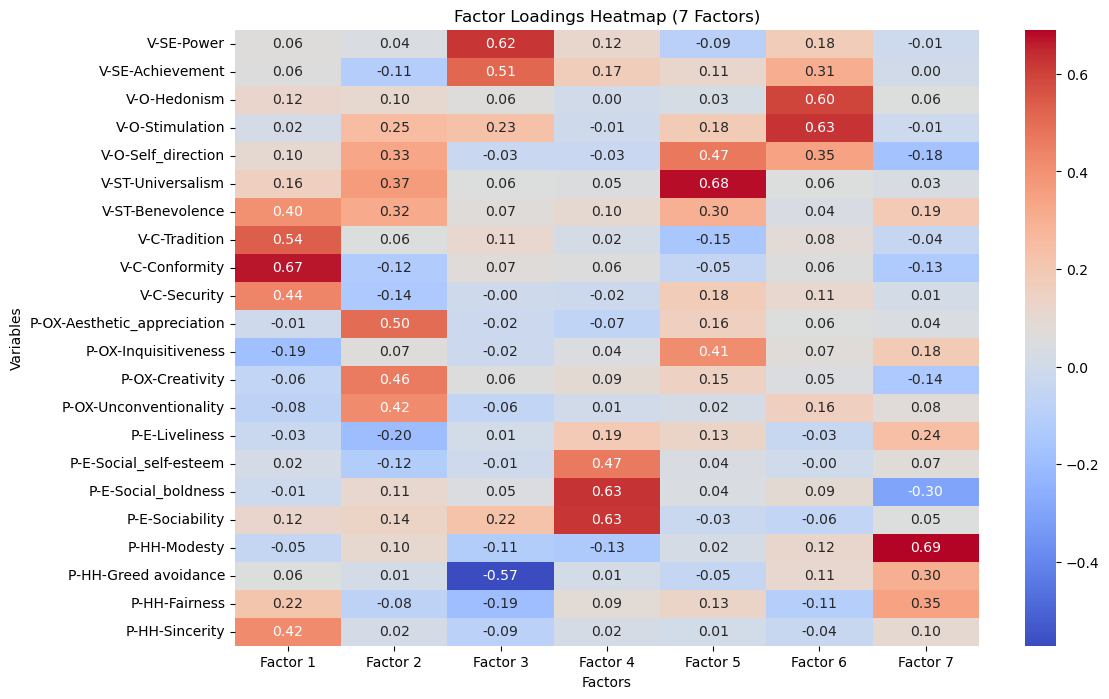 Factor Loadings Heatmap (7 Factors)
V-SE-Power 0.06 0.04 0.62 0.12 -0.09 0.18 -0.01
V-SE-Achievement 0.06 -0.11 0.51 0.17 0.11 0.31 0.00
V-O-Hedonism 0.12 0.10 0.06 0.00 0.03 0.60 0.06
V-O-Stimulation 0.02 0.25 0.23 -0.01 0.18 0.63 -0.01
V-O-Self_direction 0.10 0.33 -0.03 -0.03 0.47 0.35 -0.18
V-ST-Universalism 0.16 0.37 0.06 0.05 0.68 0.06 0.03
V-ST-Benevolence 0.40 0.32 0.07 0.10 0.30 0.04 0.19
V-C-Tradition 0.54 0.06 0.11 0.02 -0.15 0.08 -0.04
V-C-Conformity 0.67 -0.12 0.07 0.06 -0.05 0.06 -0.13
V-C-Security 0.44 -0.14 -0.00 -0.02 0.18 0.11 0.01
P-OX-Aesthetic_appreciation -0.01 0.50 -0.02 -0.07 0.16 0.06 0.04
P-OX-Inquisitiveness -0.19 0.07 -0.02 0.04 0.41 0.07 0.18
P-OX-Creativity -0.06 0.46 0.06 0.09 0.15 0.05 -0.14
P-OX-Unconventionality -0.08 0.42 -0.06 0.01 0.02 0.16 0.08
P-E-Liveliness -0.03 -0.20 0.01 0.19 0.13 -0.03 0.24
P-E-Social_self-esteem 0.02 -0.12 -0.01 0.47 0.04 -0.00 0.07
P-E-Social_boldness -0.01 0.11 0.05 0.63 0.04 0.09 -0.30
P-E-Sociability 0.12 0.14 0.22 0.63 -0.03 -0.06 0.05
P-HH-Modesty -0.05 0.10 -0.11 -0.13 0.02 0.12 0.69
P-HH-Greed avoidance 0.06 0.01 -0.57 0.01 -0.05 0.11 0.30
P-HH-Fairness 0.22 -0.08 -0.19 0.09 0.13 -0.11 0.35
P-HH-Sincerity 0.42 0.02 -0.09 0.02 0.01 -0.04 0.10
Factor 1 Factor 2 Factor 3 Factor 4 Factor 5 Factor 6 Factor 7
Factors
Variables
0.6
0.4
0.2
0.0
−0.2
−0.4